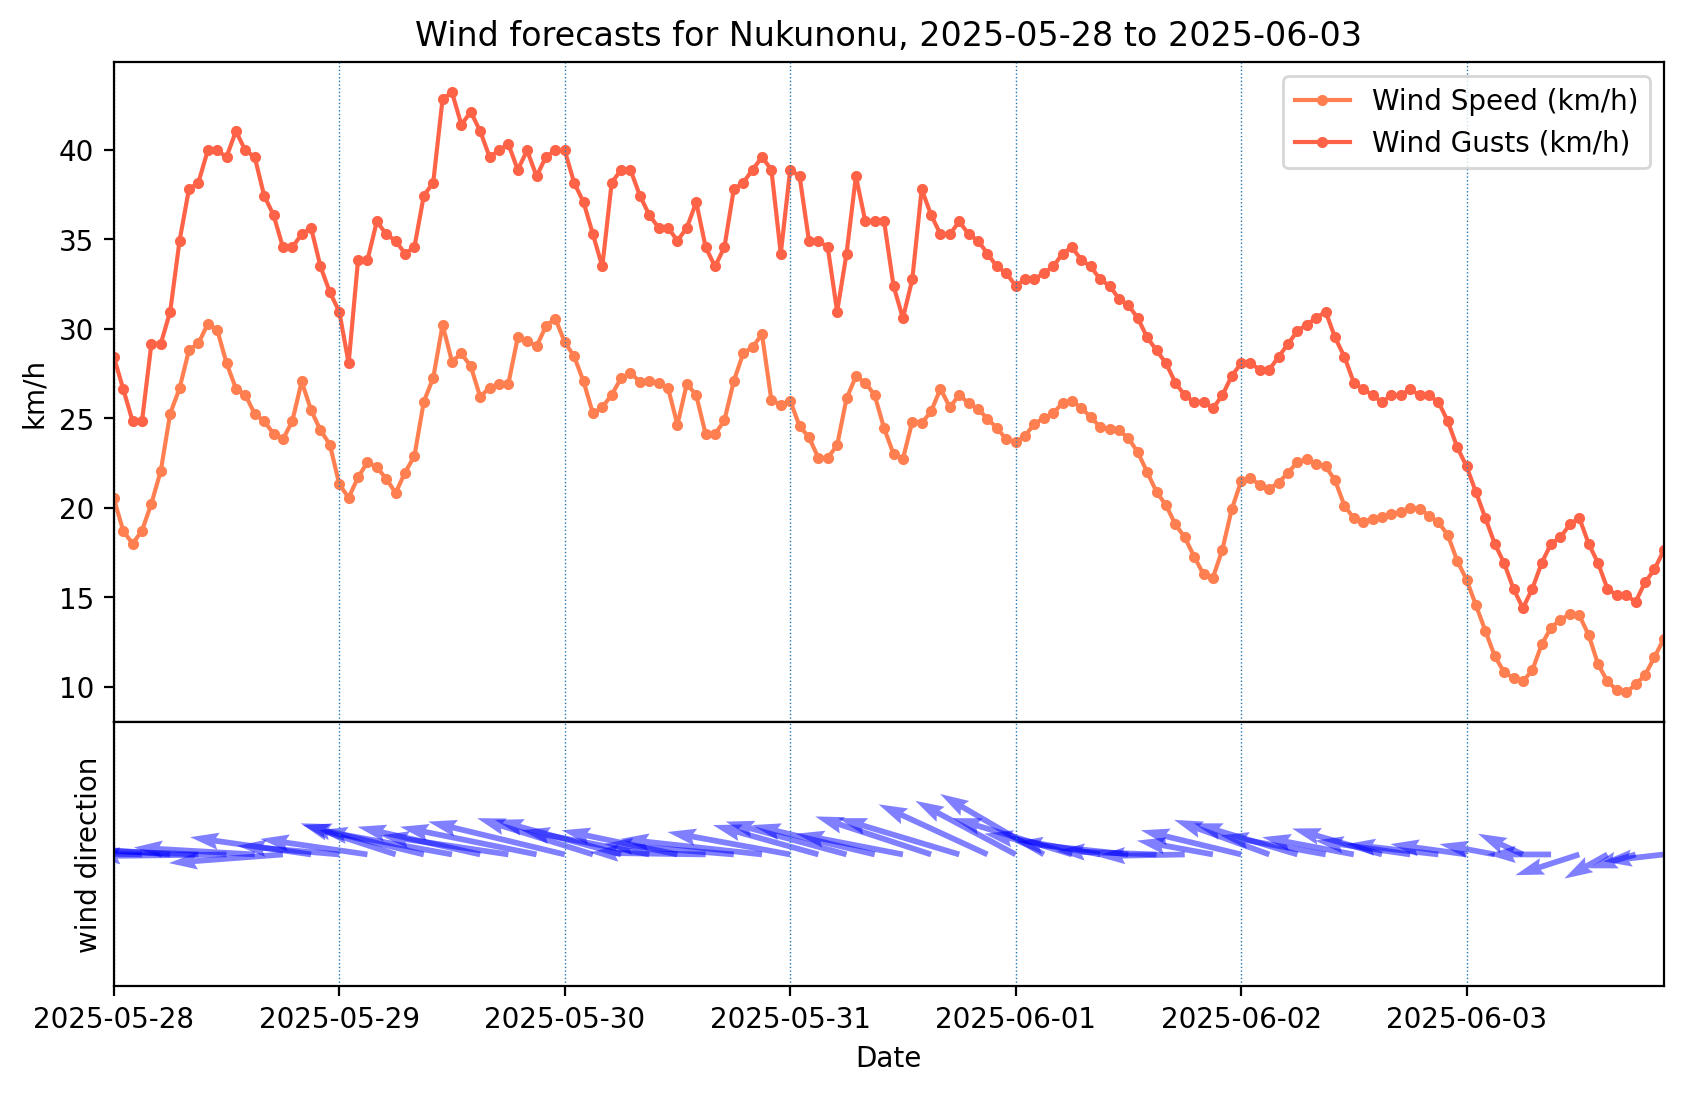 Wind forecasts for Nukunonu, 2025-05-28 to 2025-06-03
Wind Speed (km/h)
Wind Gusts (km/h)
40
35
30
25
20
15
10
km/h
wind direction
2025-05-28
2025-05-29
2025-05-30
2025-05-31
2025-06-01
2025-06-02
2025-06-03
Date